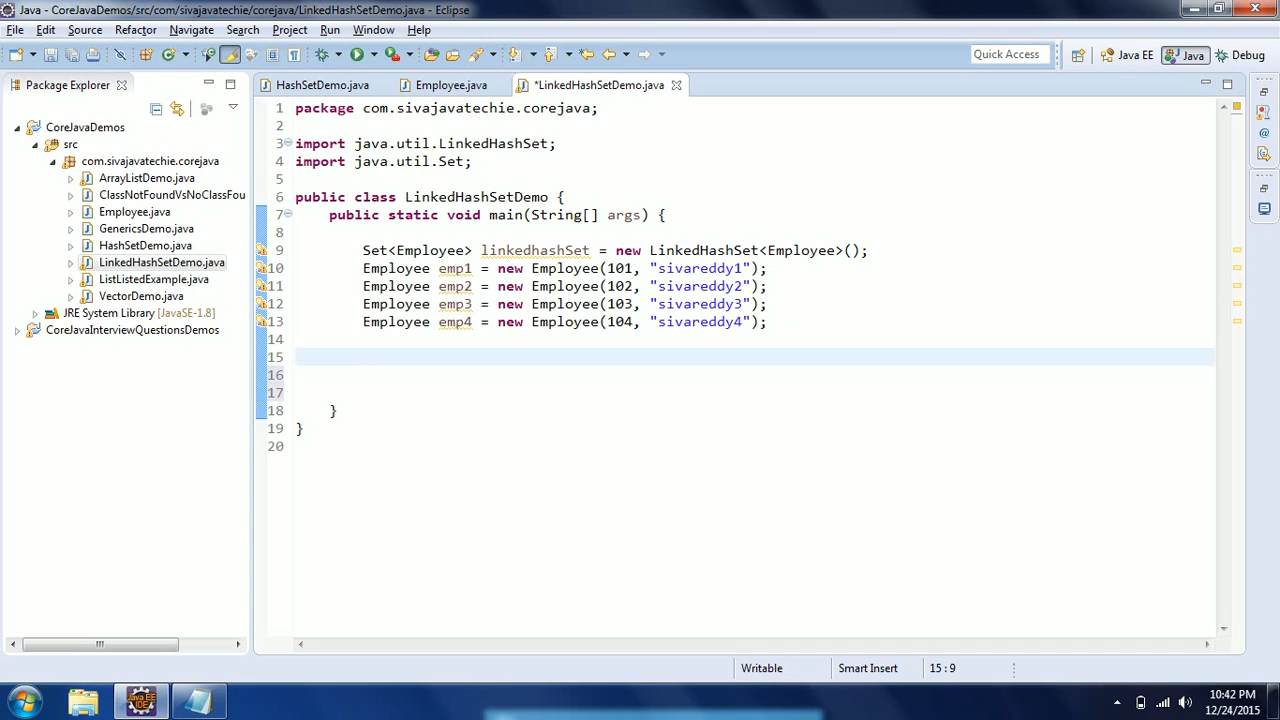 Java - CoreJavaDemos/src/com/sivajavatechie/corejava/LinkedHashSetDemo.java - Eclipse
File Edit Source Refactor Navigate Search Project Run Window Help
Quick Access Java EE Java Debug
Package Explorer
HashSetDemo.java Employee.java *LinkedHashSetDemo.java
CoreJavaDemos
src
com.sivajavatechie.corejava
ArrayListDemo.java
ClassNotFoundVsNoClassFou
Employee.java
GenericsDemo.java
HashSetDemo.java
LinkedHashSetDemo.java
ListListedExample.java
VectorDemo.java
JRE System Library [JavaSE-1.8]
CoreJavaInterviewQuestionsDemos
1 package com.sivajavatechie.corejava;
2
3 import java.util.LinkedHashSet;
4 import java.util.Set;
5
6 public class LinkedHashSetDemo {
7 public static void main(String[] args) {
8
9 Set<Employee> linkedhashSet = new LinkedHashSet<Employee>();
10 Employee emp1 = new Employee(101, "sivareddy1");
11 Employee emp2 = new Employee(102, "sivareddy2");
12 Employee emp3 = new Employee(103, "sivareddy3");
13 Employee emp4 = new Employee(104, "sivareddy4");
14
15
16
17
18 }
19 }
20
Writable Smart Insert 15 : 9
10:42 PM
12/24/2015